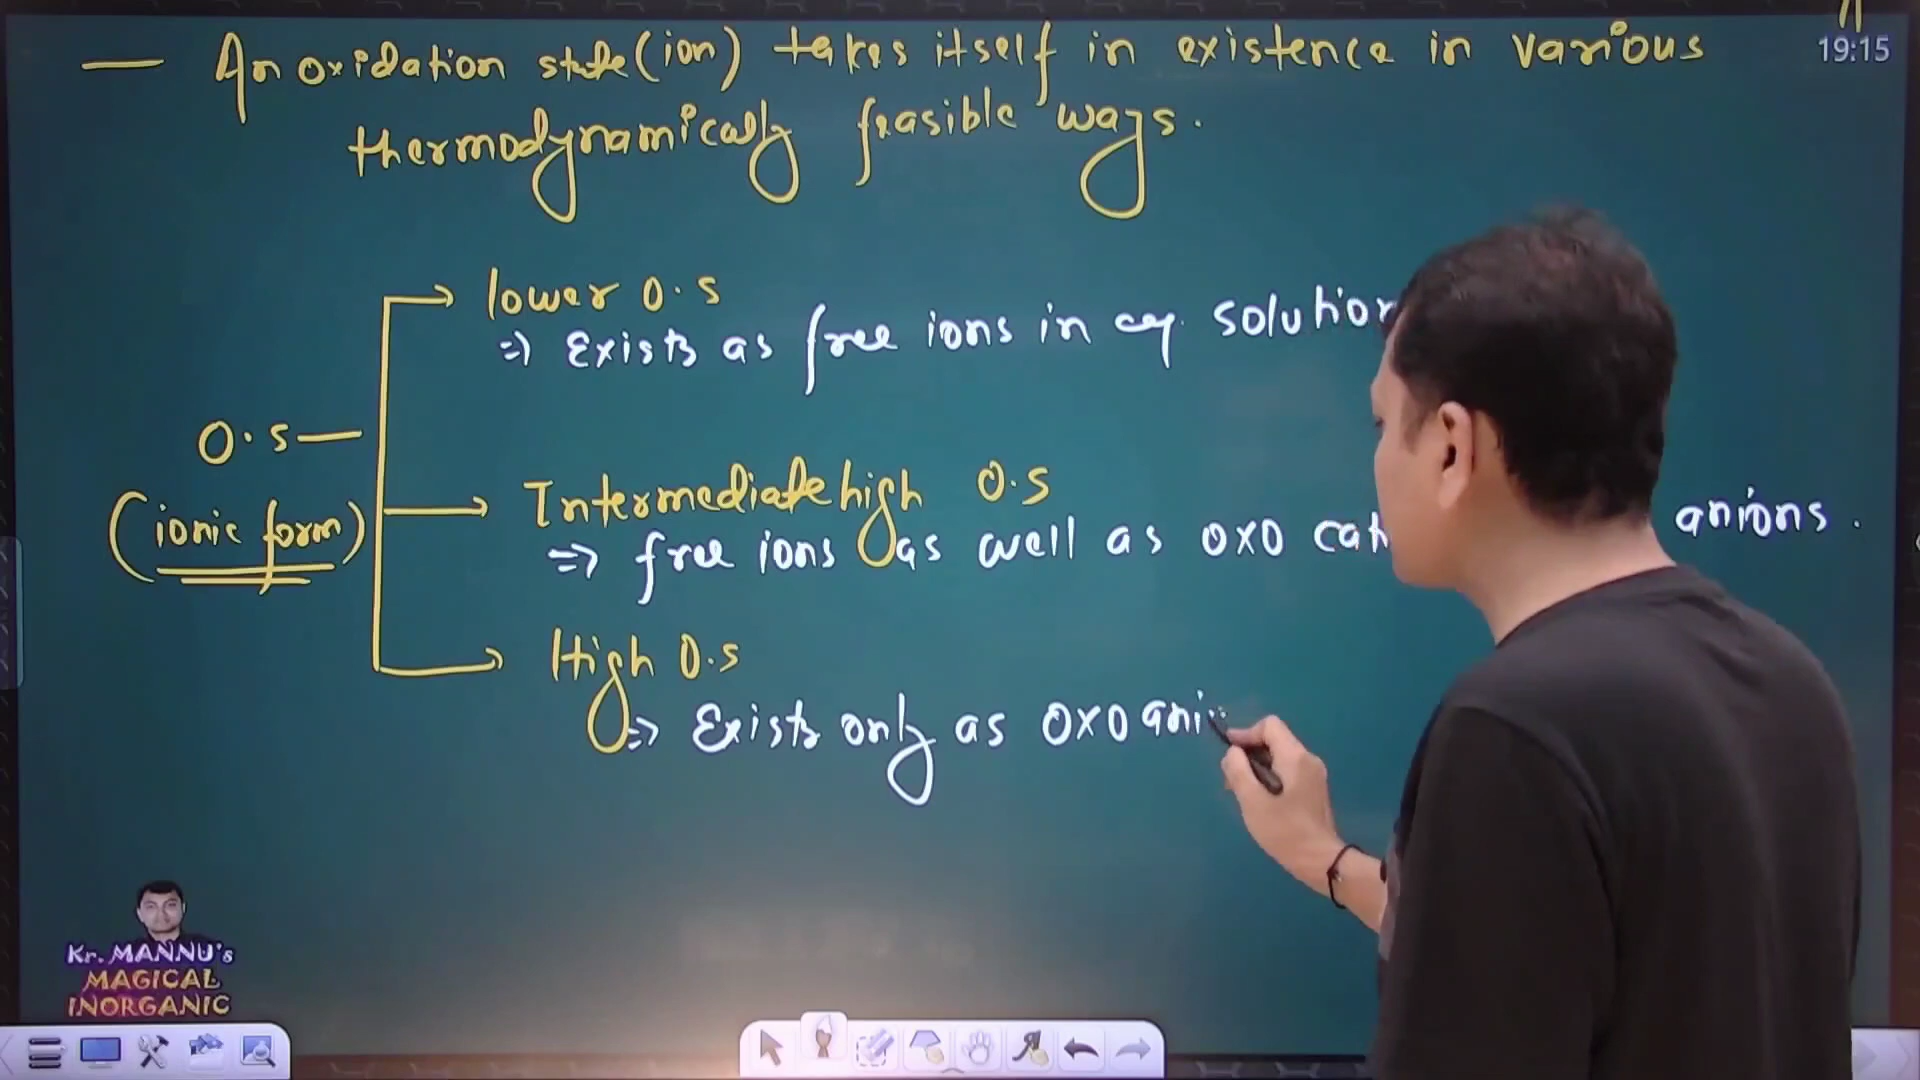 — An oxidation state (ion) takes itself in existence in various
19:15
thermodynamically feasible ways.
lower O.S
=> Exists as free ions in aq. solution
O.S
(ionic form)
Intermediate high O.S
=> free ions as well as oxo anions.
High O.S
=> Exists only as oxo ani
Kr. MANNU's
MAGICAL
INORGANIC